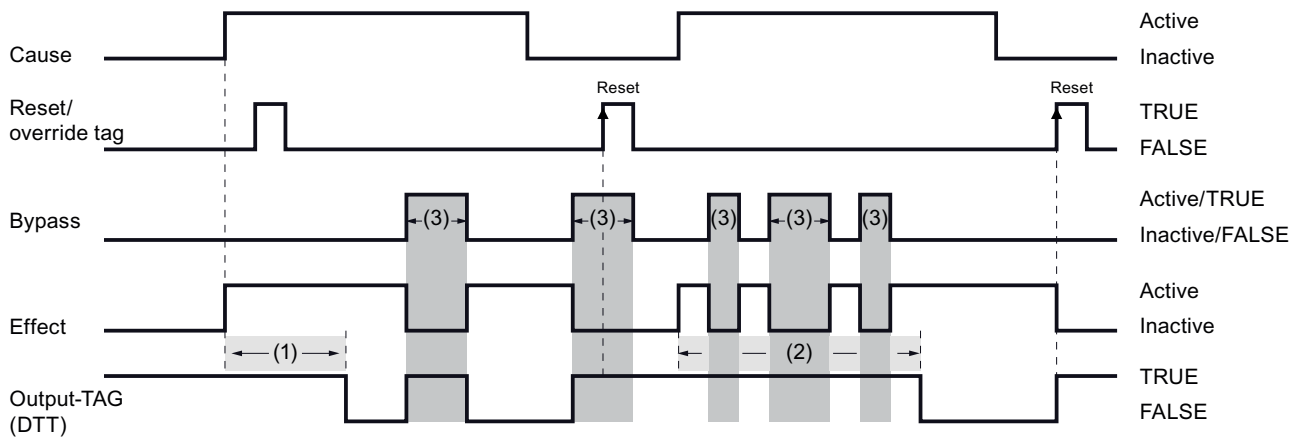 Active
Cause
Inactive
Reset
Reset
Reset/
override tag
TRUE
FALSE
Bypass
(3)
(3)
(3)
(3)
(3)
Active/TRUE
Inactive/FALSE
Effect
Active
Inactive
(1)
(2)
Output-TAG
(DTT)
TRUE
FALSE